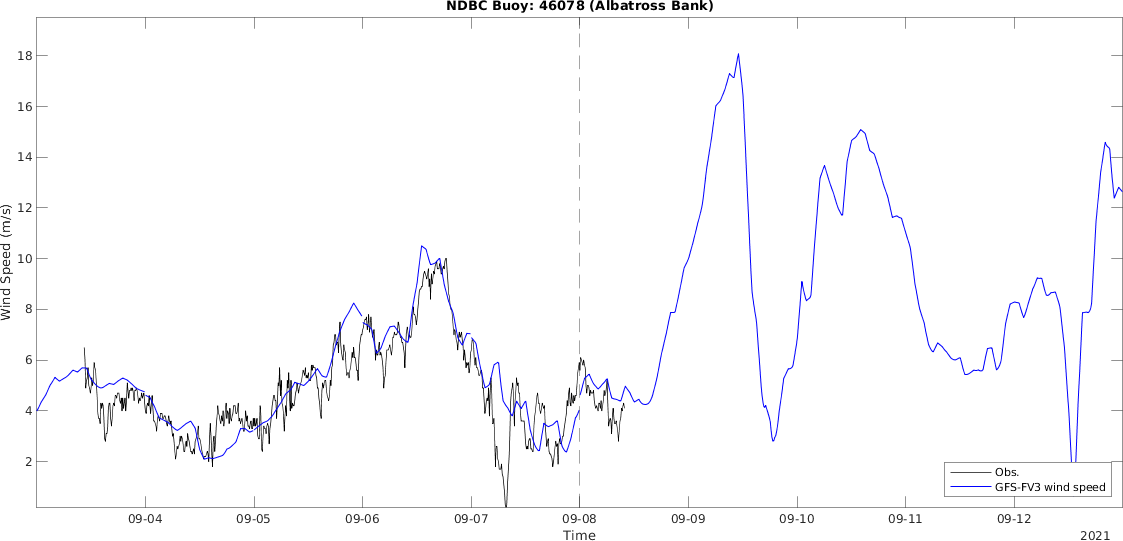 NDBC Buoy: 46078 (Albatross Bank)
18
16
14
12
10
8
6
4
2
Wind Speed (m/s)
Obs.
GFS-FV3 wind speed
09-04 09-05 09-06 09-07 09-08 09-09 09-10 09-11 09-12
Time
2021